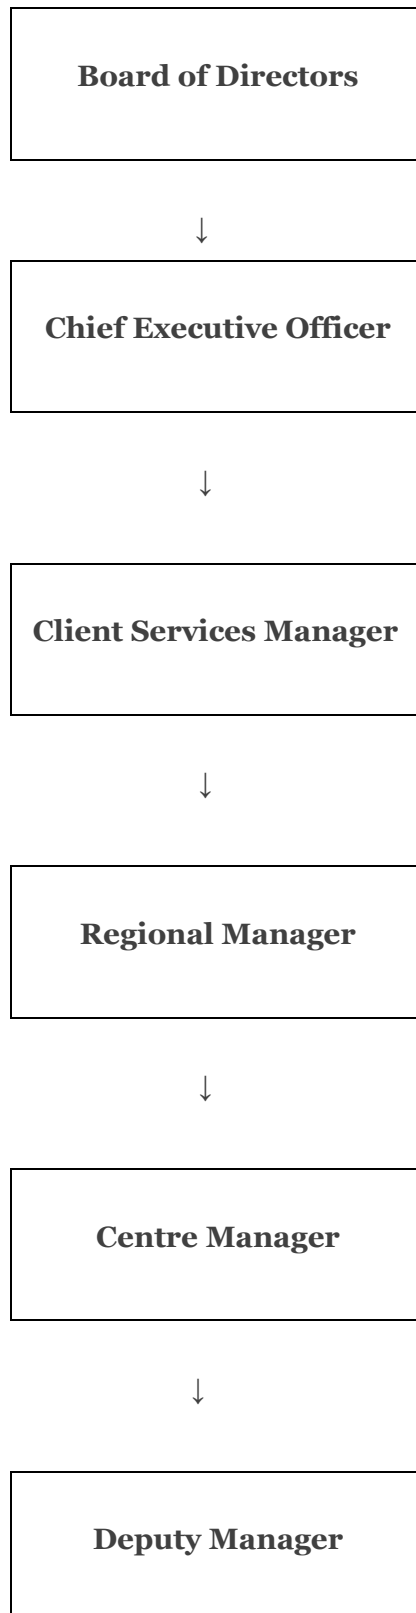 Board of Directors
↓
Chief Executive Officer
↓
Client Services Manager
↓
Regional Manager
↓
Centre Manager
↓
Deputy Manager